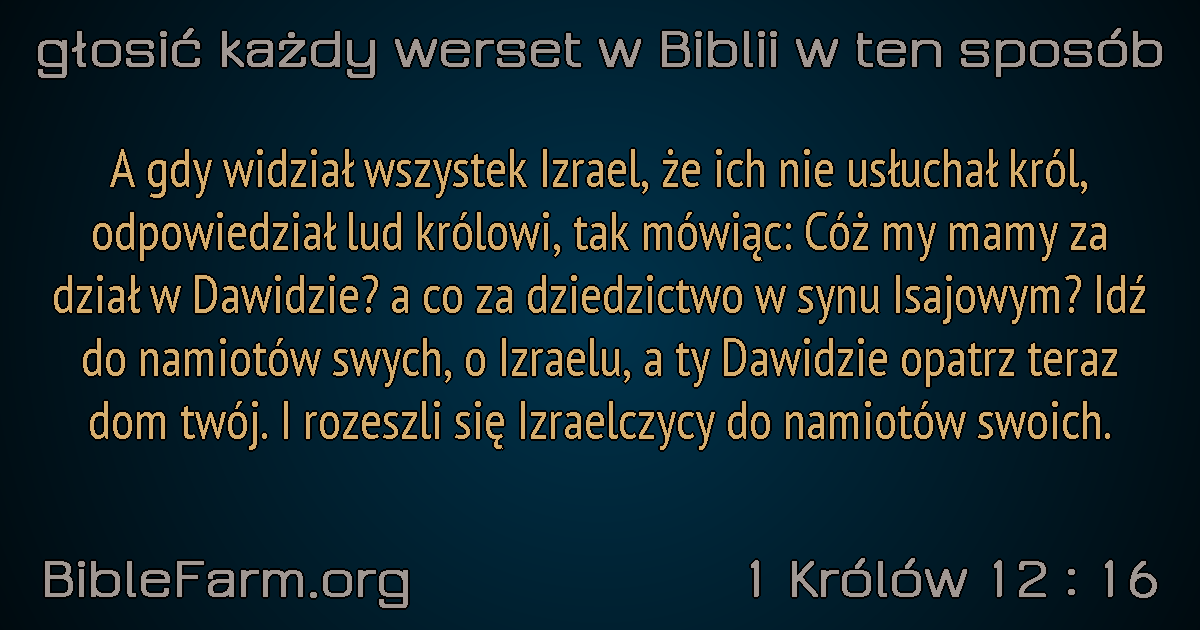 głosić każdy werset w Biblii w ten sposób
A gdy widział wszystek Izrael, że ich nie usłuchał król,
odpowiedział lud królowi, tak mówiąc: Cóż my mamy za
dział w Dawidzie? a co za dziedzictwo w synu Isajowym? Idź
do namiotów swych, o Izraelu, a ty Dawidzie opatrz teraz
dom twój. I rozeszli się Izraelczycy do namiotów swoich.
BibleFarm.org
1 Królów 12 : 16